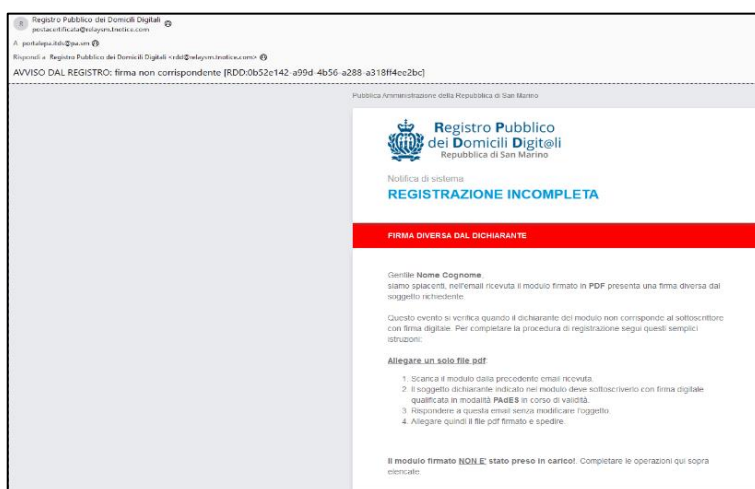 R
Registro Pubblico dei Domicili Digitali
postacertificata@relaysm.tnotice.com
A portalepa.itds@pa.sm
Rispondi a Registro Pubblico dei Domicili Digitali <rdd@relaysm.tnotice.com>
AVVISO DAL REGISTRO: firma non corrispondente [RDD:0b52e142-a99d-4b56-a288-a318ff4ee2bc]
Pubblica Amministrazione della Repubblica di San Marino
Registro Pubblico
dei Domicili Digit@li
Repubblica di San Marino
Notifica di sistema
REGISTRAZIONE INCOMPLETA
FIRMA DIVERSA DAL DICHIARANTE
Gentile Nome Cognome,
siamo spiacenti, nell'email ricevuta il modulo firmato in PDF presenta una firma diversa dal
soggetto richiedente.
Questo evento si verifica quando il dichiarante del modulo non corrisponde al sottoscrittore
con firma digitale. Per completare la procedura di registrazione segui questi semplici
istruzioni:
Allegare un solo file pdf:
1. Scarica il modulo dalla precedente email ricevuta.
2. Il soggetto dichiarante indicato nel modulo deve sottoscriverlo con firma digitale
qualificata in modalità PAdES in corso di validità.
3. Rispondere a questa email senza modificare l'oggetto.
4. Allegare quindi il file pdf firmato e spedire.
Il modulo firmato NON E' stato preso in carico!. Completare le operazioni qui sopra
elencate.